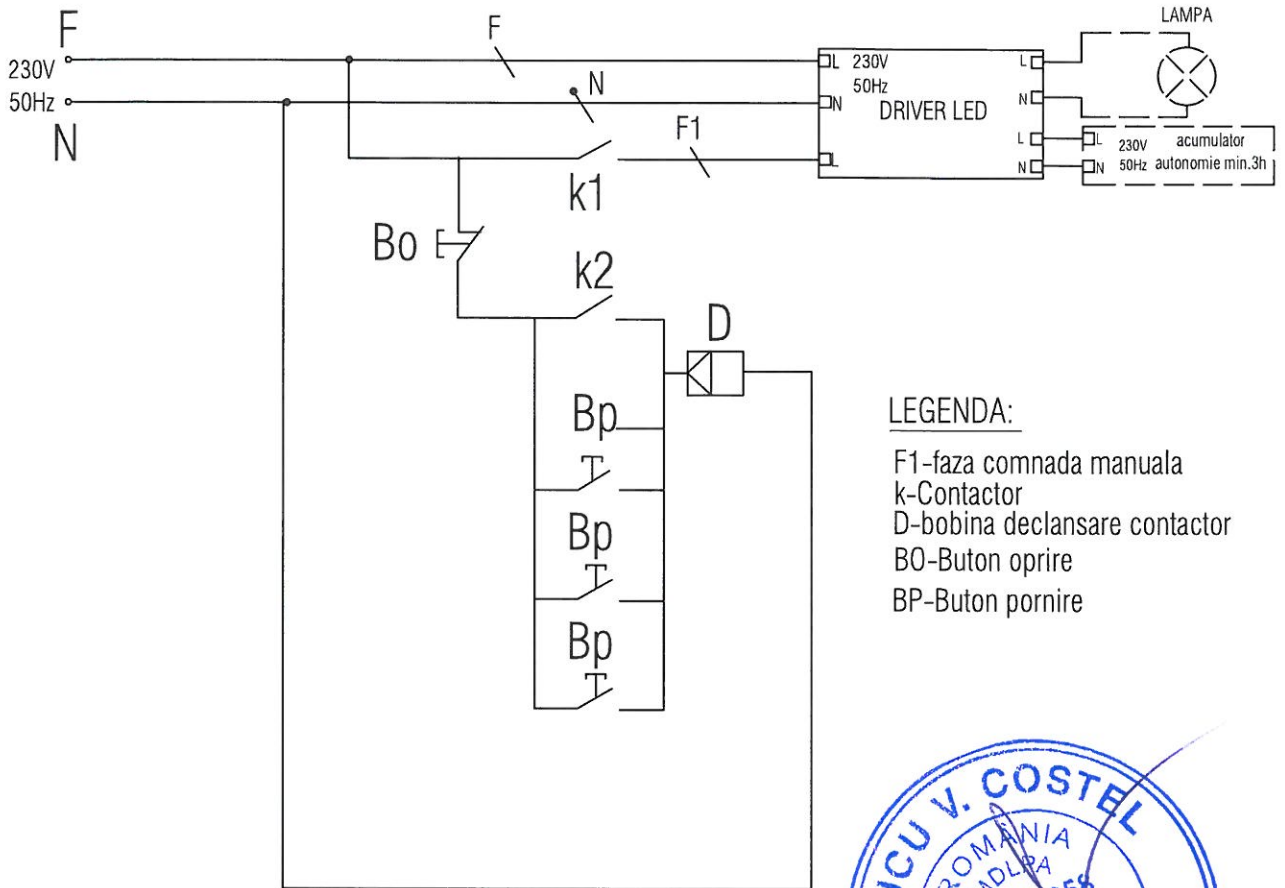 F
230V
50Hz
N
F
N
F1
k1
Bo
k2
D
Bp
Bp
Bp
L 230V
50Hz
N
DRIVER LED
L
L
N
L
N
LAMPA
L 230V acumulator
N 50Hz autonomie min.3h
LEGENDA:
F1-faza comnada manuala
k-Contactor
D-bobina declansare contactor
BO-Buton oprire
BP-Buton pornire
V. COSTEL
ROMÂNIA